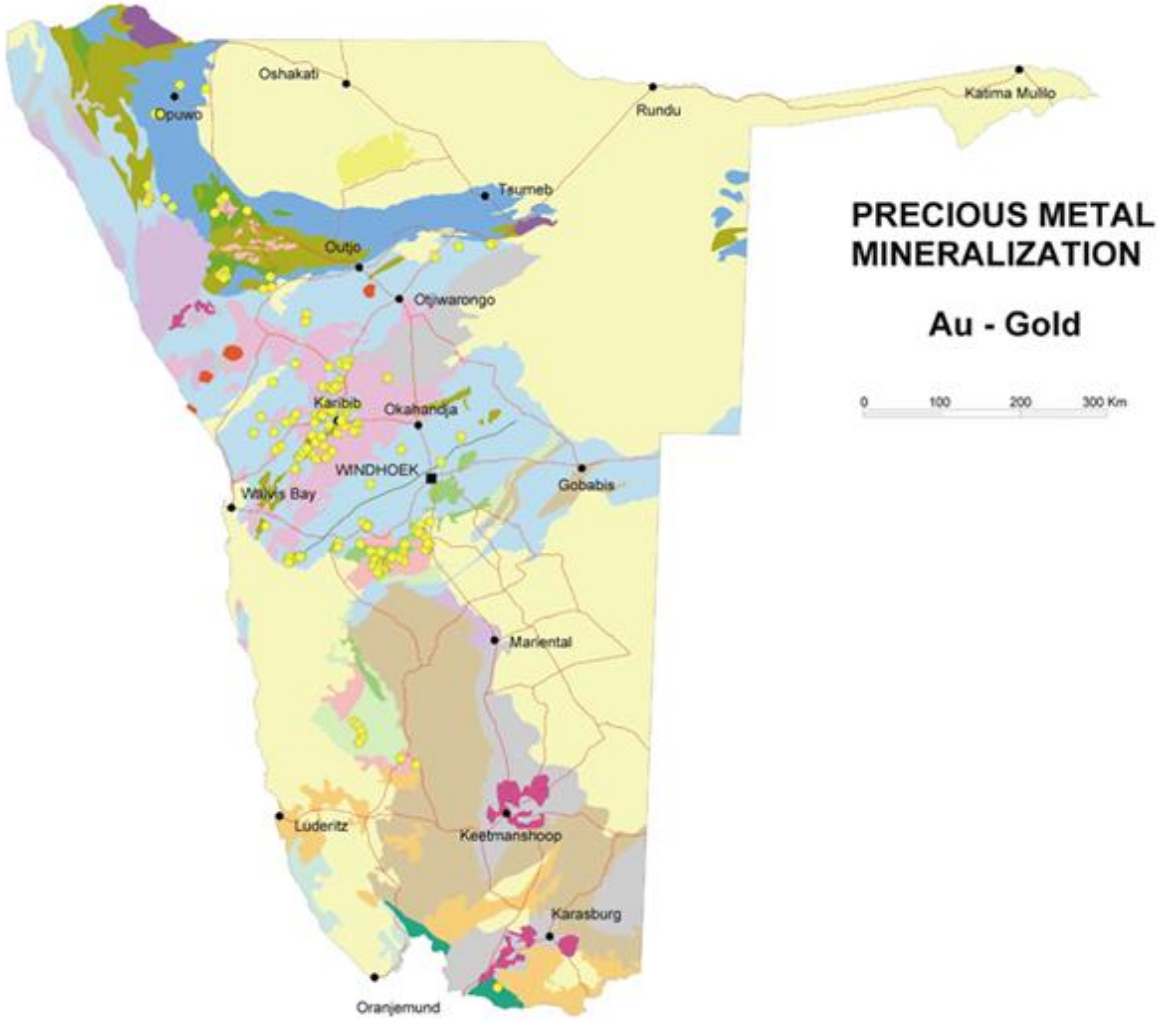 Oshakati
Katima Mulilo
Rundu
Opuwo
Tsumeb
PRECIOUS METAL
MINERALIZATION
Outjo
Otjiwarongo
Au - Gold
0 100 200 300 Km
Karibib
Okahandja
WINDHOEK
Gobabis
Walvis Bay
Mariental
Luderitz
Keetmanshoop
Karasburg
Oranjemund